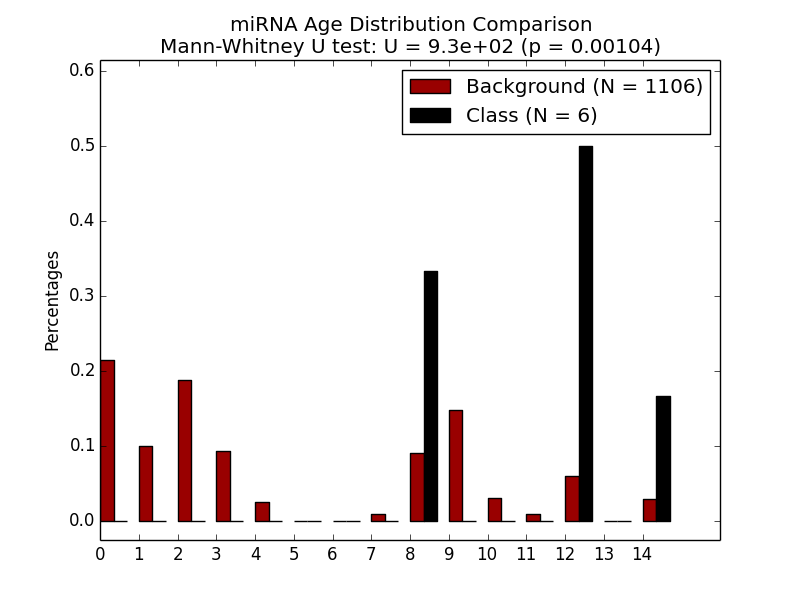 miRNA Age Distribution Comparison
Mann-Whitney U test: U = 9.3e+02 (p = 0.00104)
Background (N = 1106)
Class (N = 6)
Percentages
0.6
0.5
0.4
0.3
0.2
0.1
0.0
0 1 2 3 4 5 6 7 8 9 10 11 12 13 14